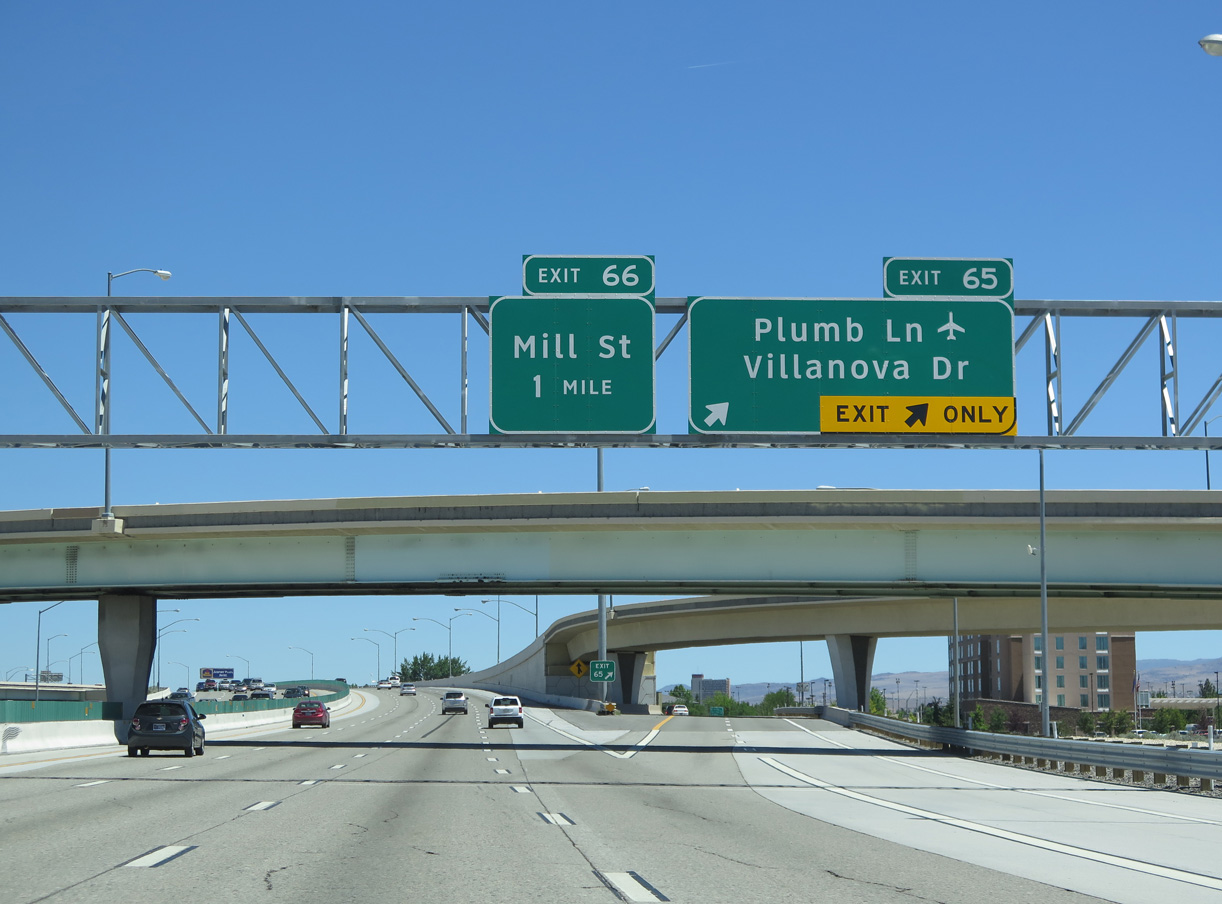 EXIT 66
Mill St
1 MILE
EXIT 65
Plumb Ln
Villanova Dr
EXIT ONLY
EXIT
65